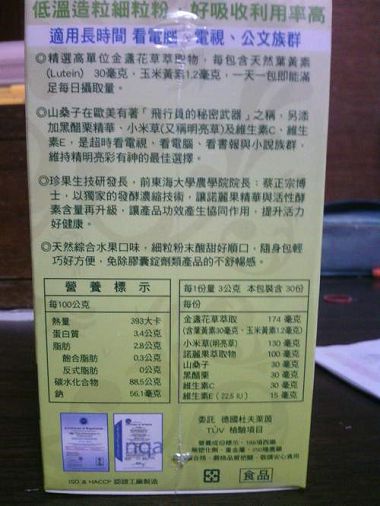 低溫造粒細粒粉，好吸收利用率高
適用長時間 看電腦、電視、公文族群
◎精選高單位金盞花萃取物，每包含天然葉黃素
(Lutein) 30毫克，玉米黃素1.2毫克，一天一包即能滿
足每日攝取量。
◎山桑子在歐美有著「飛行員的秘密武器」之稱，另添
加黑醋栗精華、小米草(又稱明亮草)及維生素C，維生
素E，是超時看電視、看電腦、看書報與小說族群，
維持精明亮彩有神的最佳選擇。
◎珍果生技研發長，前東海大學農學院院長：蔡正宗博
士，以獨家的發酵濃縮技術，讓諾麗果精華與活性酵
素含量再升級，讓產品功效產生協同作用，提升活力
好健康。
◎天然綜合水果口味，細粒粉末酸甜好順口，隨身包輕
巧好方便，免除膠囊錠劑類產品的不舒暢感。
營養標示
每100公克
熱量 393大卡
蛋白質 3.4公克
脂肪 2.8公克
飽合脂肪 0.3公克
反式脂肪 0公克
碳水化合物 88.5公克
鈉 56.1毫克
每1份量 3公克 本包裝含 30份
每份
金盞花萃取 174 毫克
(含葉黃素30毫克、玉米黃素1.2毫克)
小米草(明亮草) 130 毫克
諾麗果萃取物 100 毫克
山桑子 30 毫克
黑醋栗 30 毫克
維生素C 30 毫克
維生素E (22.5 IU) 15 毫克
委託 德國杜夫萊茵
TÜV 檢驗項目
nqa
ISO & HACCP 認證工廠製造
食品